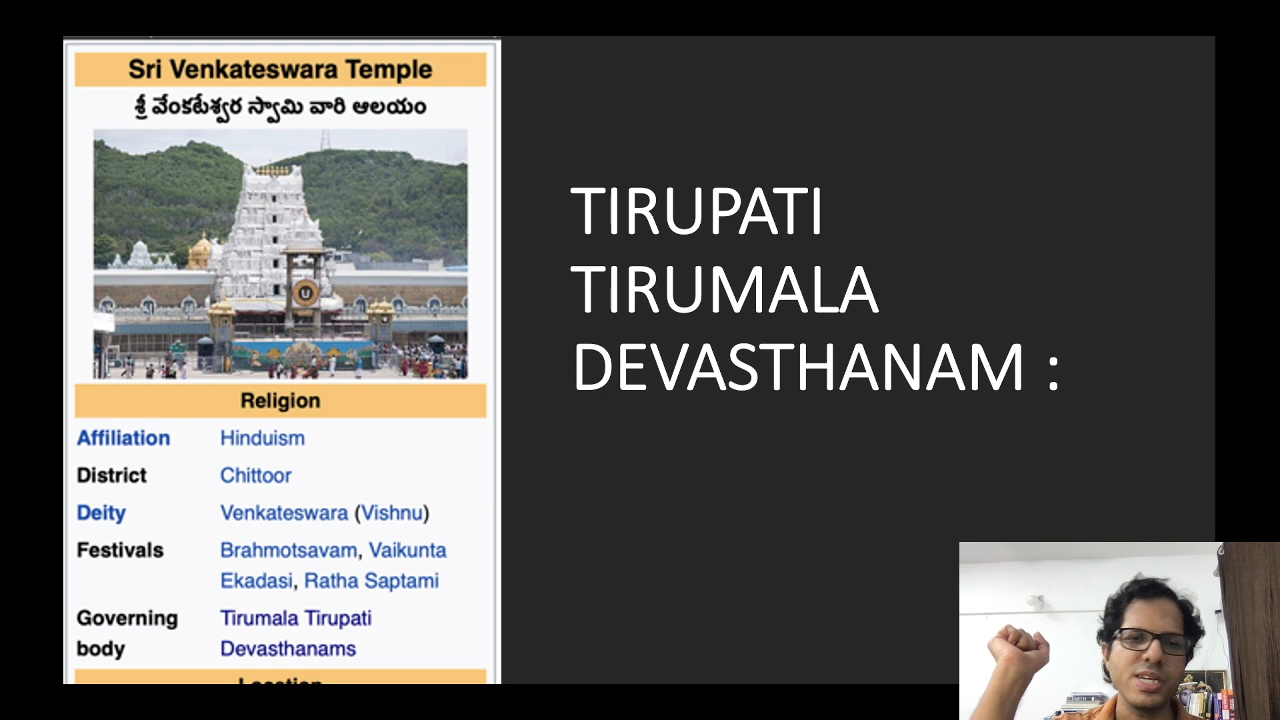 Sri Venkateswara Temple
శ్రీ వేంకటేశ్వర స్వామి వారి ఆలయం
Religion
Affiliation Hinduism
District Chittoor
Deity Venkateswara (Vishnu)
Festivals Brahmotsavam, Vaikunta
Ekadasi, Ratha Saptami
Governing Tirumala Tirupati
body Devasthanams
Location
TIRUPATI
TIRUMALA
DEVASTHANAM :